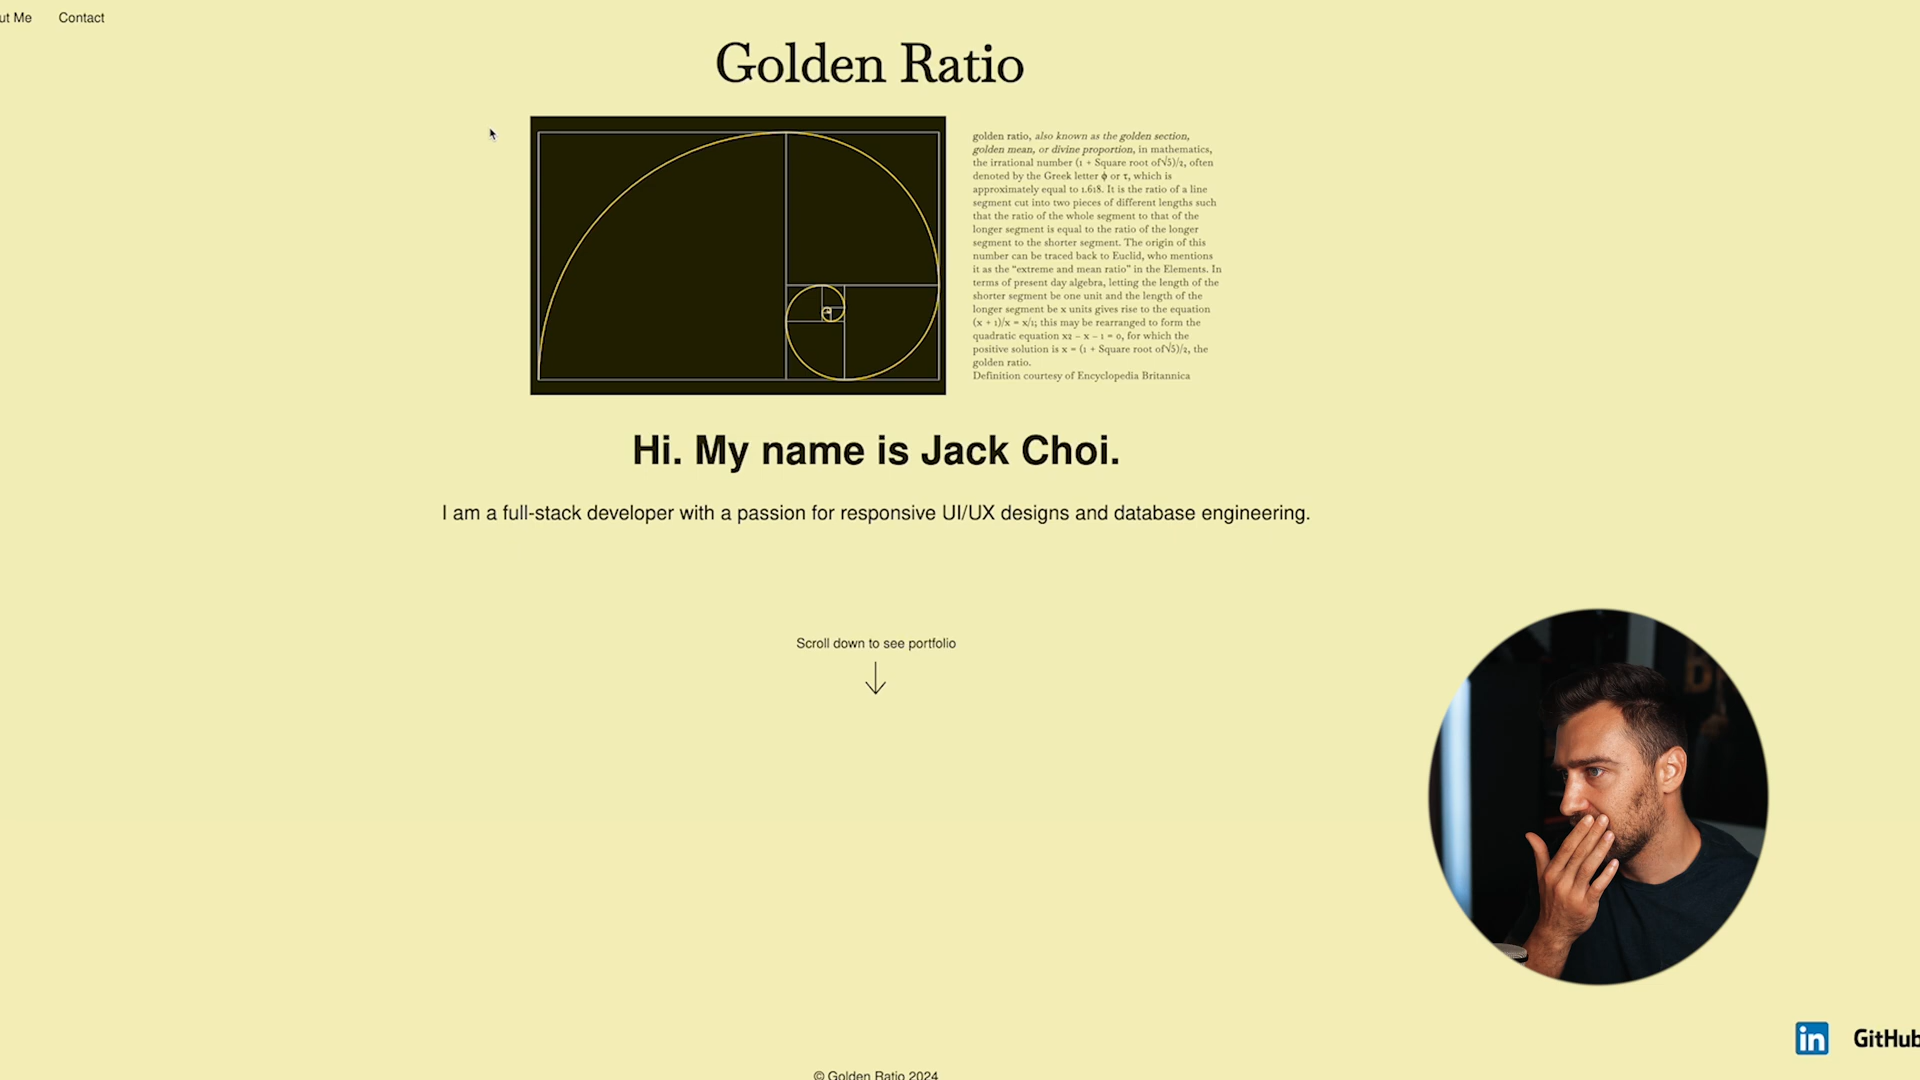 ut Me
Contact
Golden Ratio
golden ratio, also known as the golden section,
golden mean, or divine proportion, in mathematics,
the irrational number (1 + Square root of√5)/2, often
denoted by the Greek letter ϕ or τ, which is
approximately equal to 1.618. It is the ratio of a line
segment cut into two pieces of different lengths such
that the ratio of the whole segment to that of the
longer segment is equal to the ratio of the longer
segment to the shorter segment. The origin of this
number can be traced back to Euclid, who mentions
it as the “extreme and mean ratio” in the Elements. In
terms of present day algebra, letting the length of the
shorter segment be one unit and the length of the
longer segment be x units gives rise to the equation
(x + 1)/x = x/1; this may be rearranged to form the
quadratic equation x2 – x – 1 = 0, for which the
positive solution is x = (1 + Square root of√5)/2, the
golden ratio.
Definition courtesy of Encyclopedia Britannica
Hi. My name is Jack Choi.
I am a full-stack developer with a passion for responsive UI/UX designs and database engineering.
Scroll down to see portfolio
in
GitHub
© Golden Ratio 2024